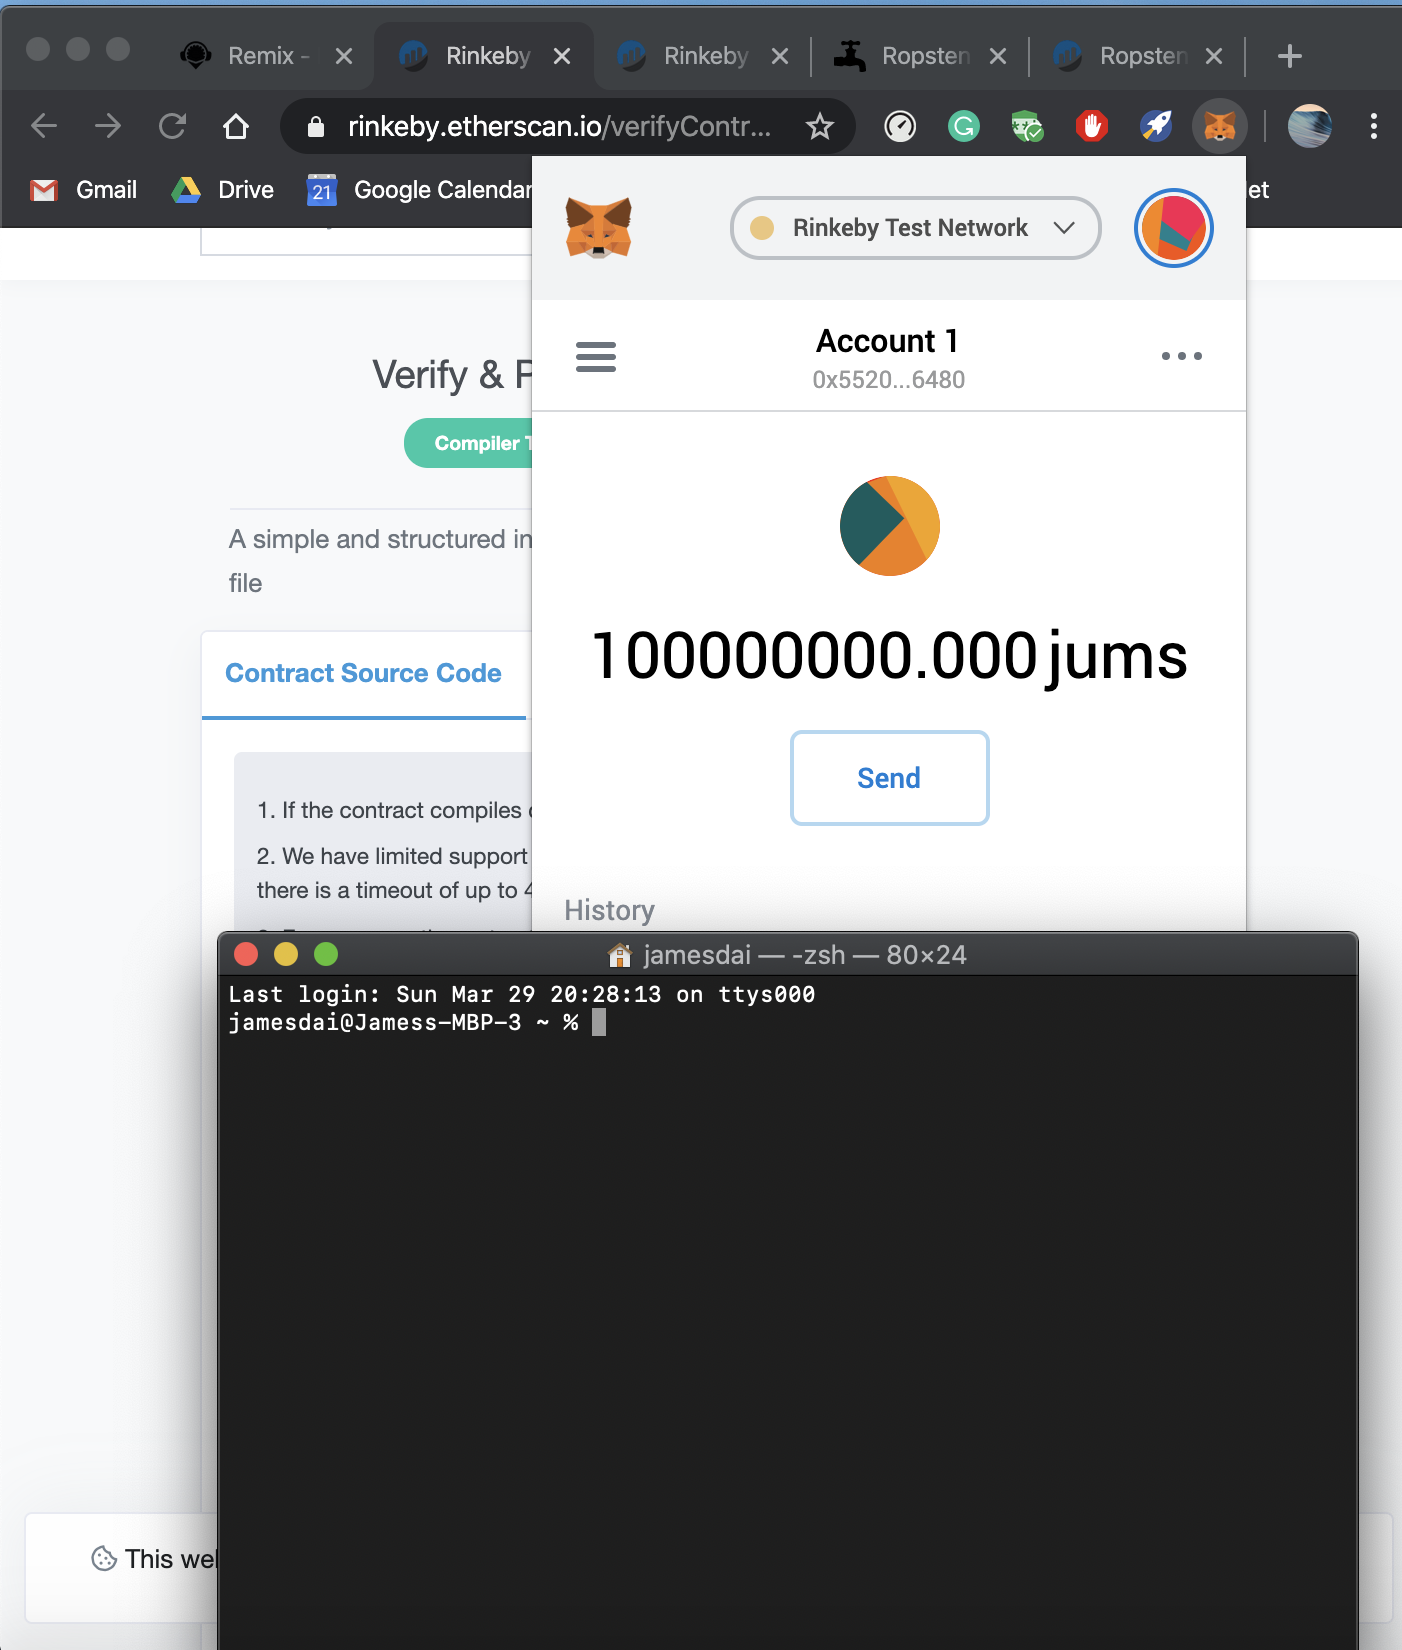 Remix -
Rinkeby
Rinkeby
Ropsten
Ropsten
rinkeby.etherscan.io/verifyContr...
Gmail
Drive
21
Google Calendar
et
Rinkeby Test Network
Account 1
0x5520...6480
Verify &
Compiler
A simple and structured in
file
100000000.000 jums
Contract Source Code
Send
1. If the contract compiles
2. We have limited support
there is a timeout of up to 4
History
jamesdai — -zsh — 80×24
Last login: Sun Mar 29 20:28:13 on ttys000
jamesdai@Jamess-MBP-3 ~ %
This we